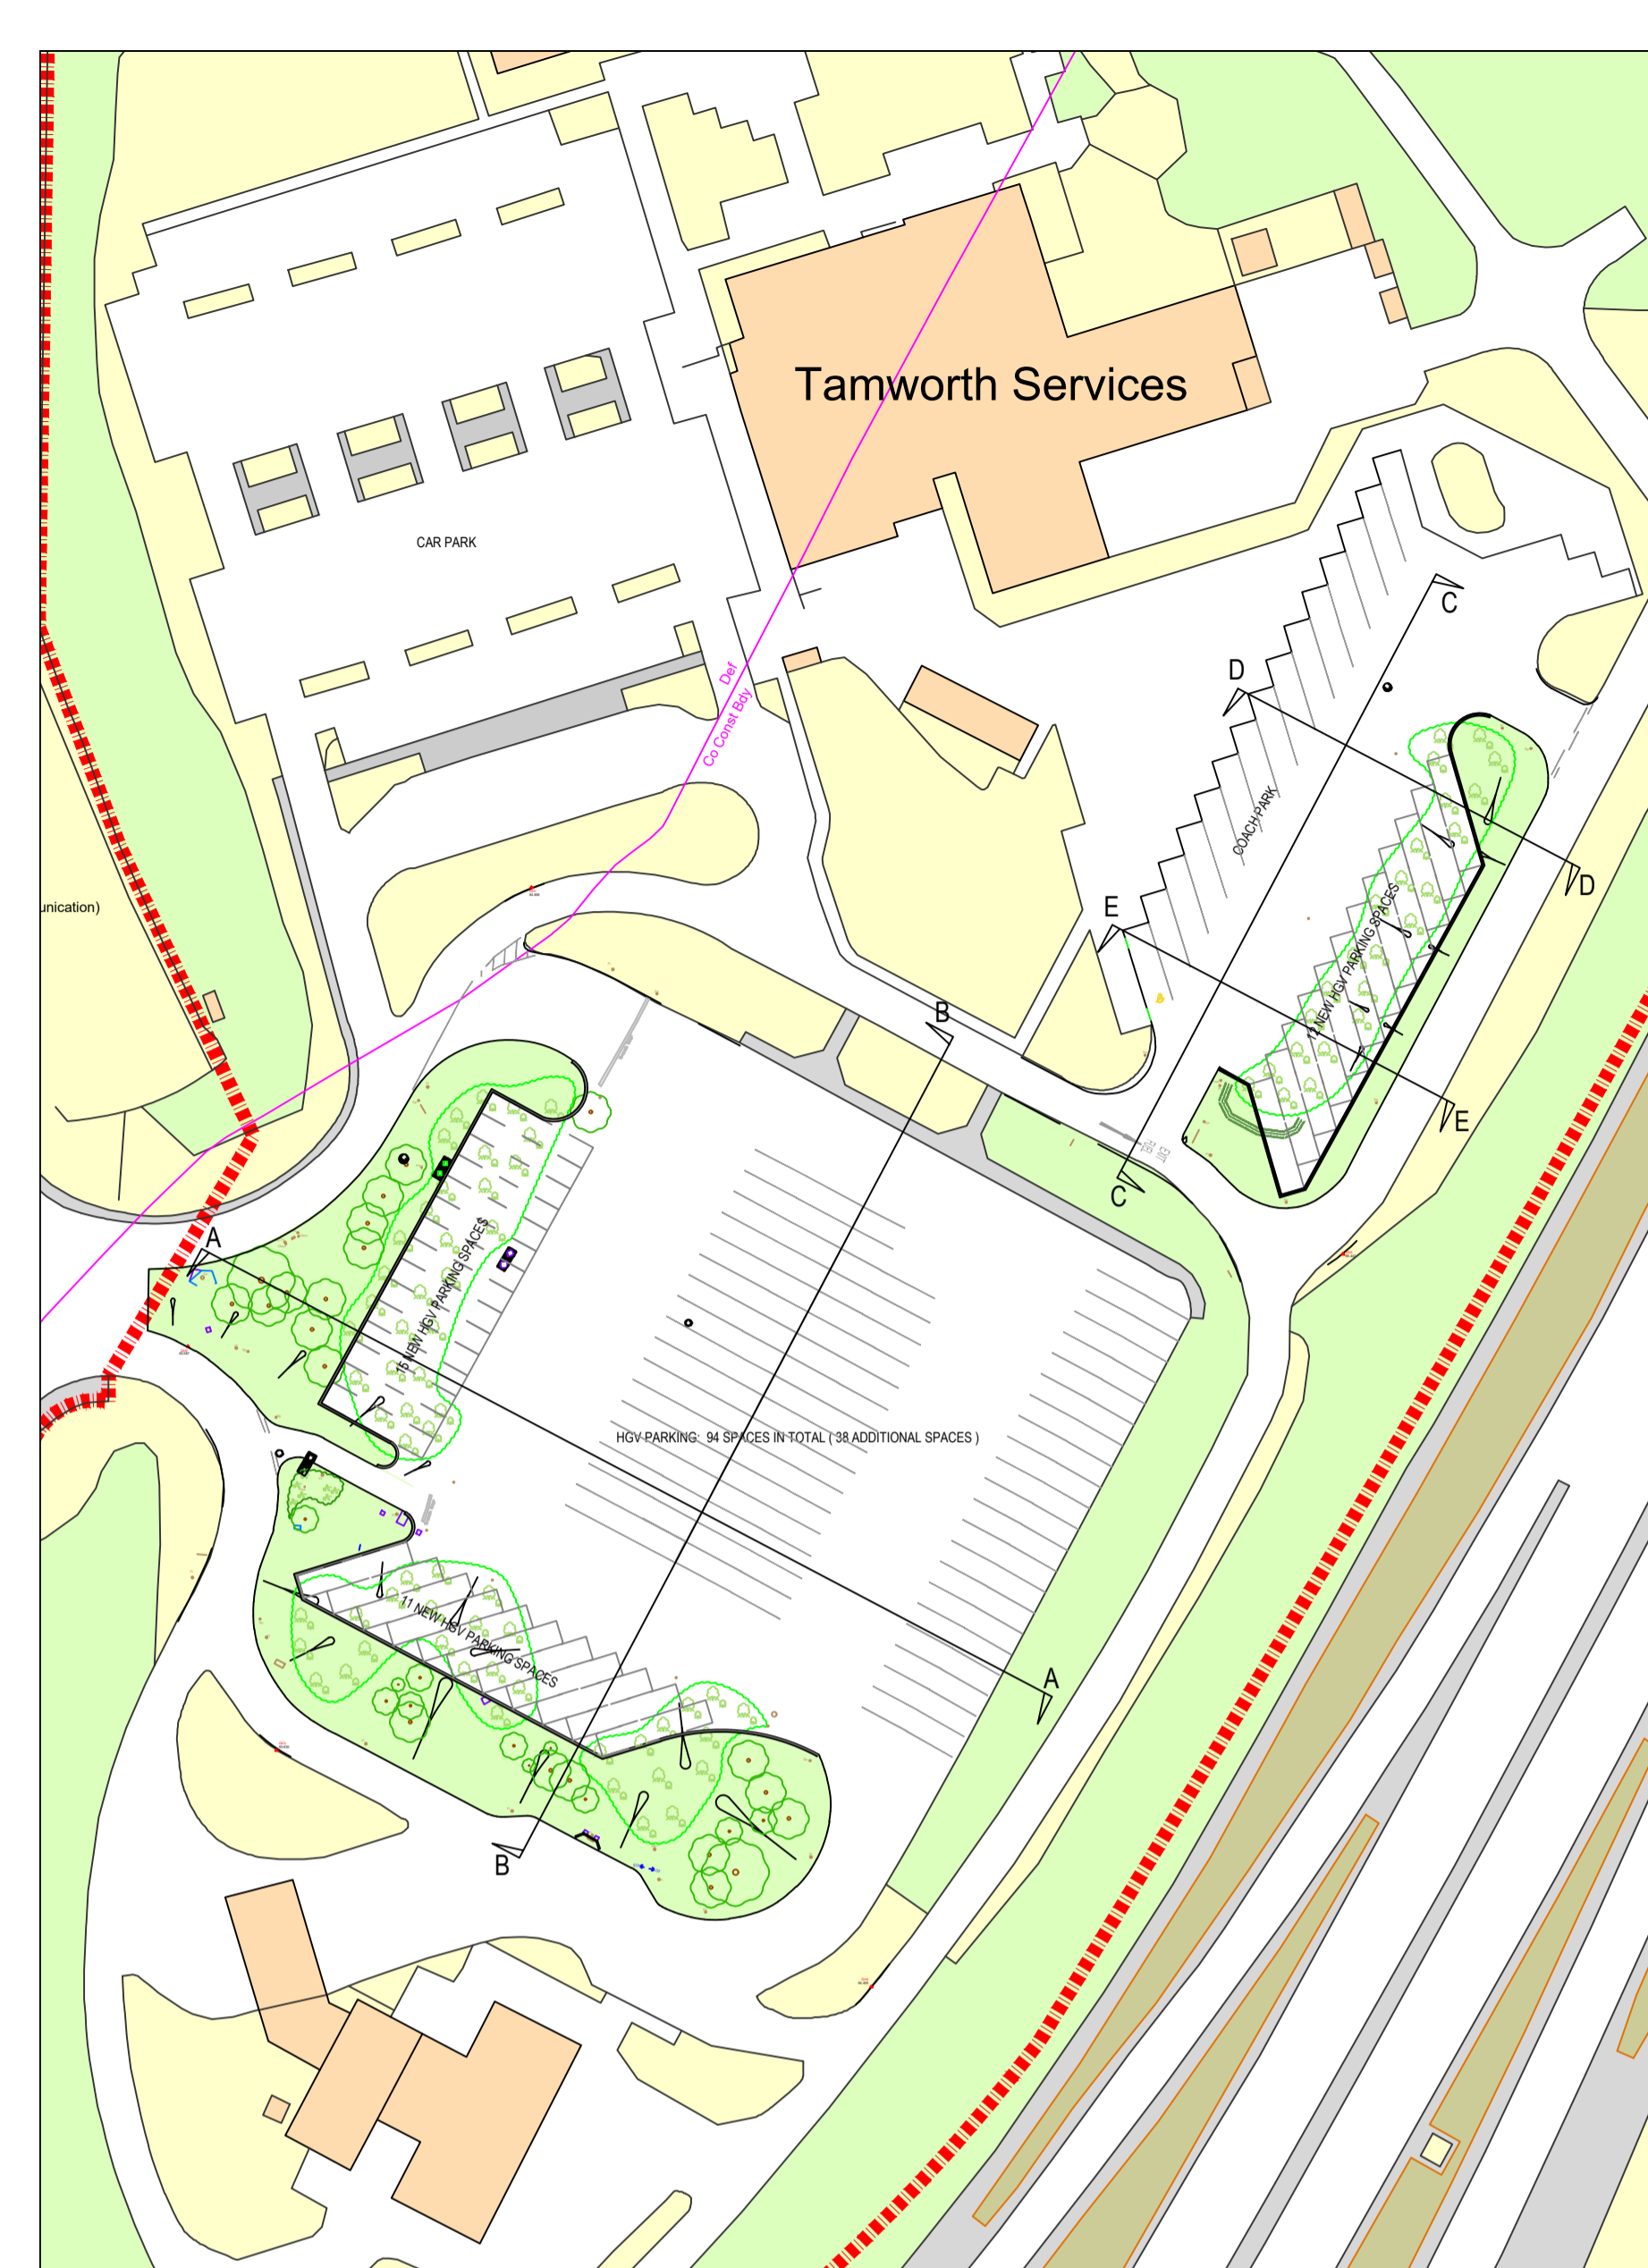 Tamworth Services
CAR PARK
C
Def
D
Co Const Bdy
COACH PARK
D
unication)
E
12 NEW HGV PARKING SPACES
B
E
EXIT
C
A
15 NEW HGV PARKING SPACES
HGV PARKING: 94 SPACES IN TOTAL ( 38 ADDITIONAL SPACES )
11 NEW HGV PARKING SPACES
A
B